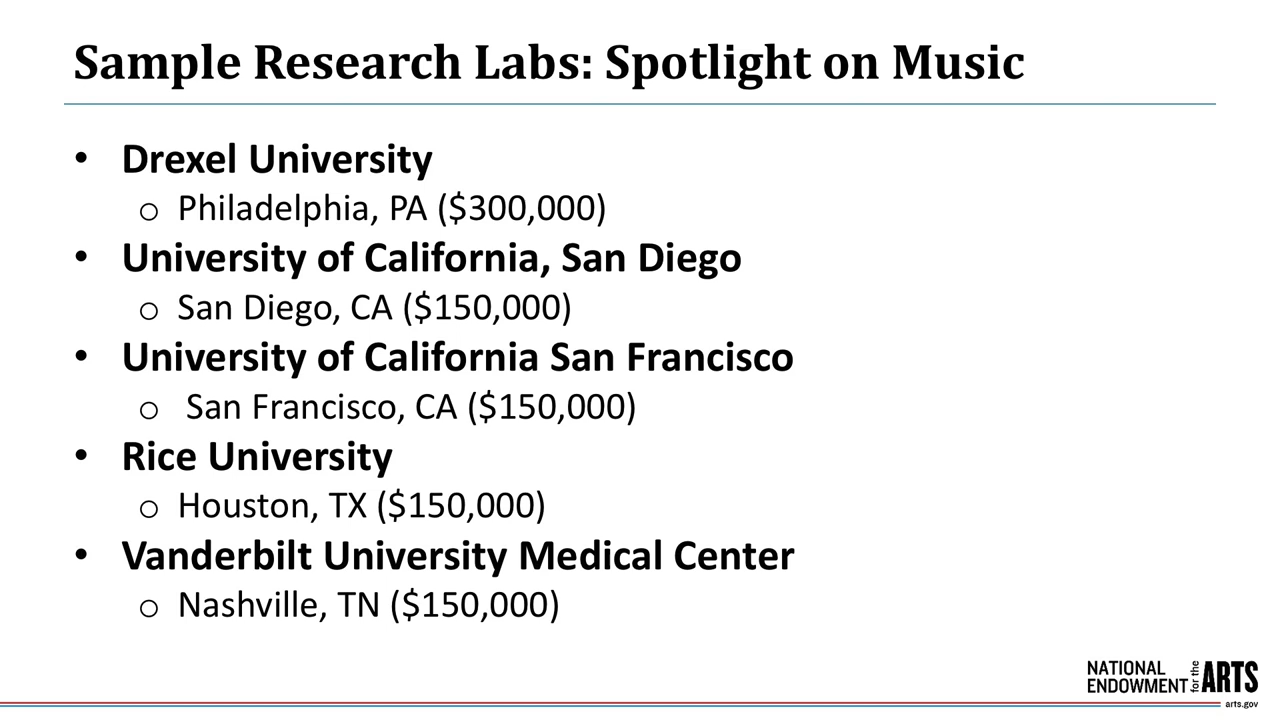 Sample Research Labs: Spotlight on Music
• Drexel University
o Philadelphia, PA ($300,000)
• University of California, San Diego
o San Diego, CA ($150,000)
• University of California San Francisco
o San Francisco, CA ($150,000)
• Rice University
o Houston, TX ($150,000)
• Vanderbilt University Medical Center
o Nashville, TN ($150,000)
NATIONAL
ENDOWMENT
for the
ARTS
arts.gov